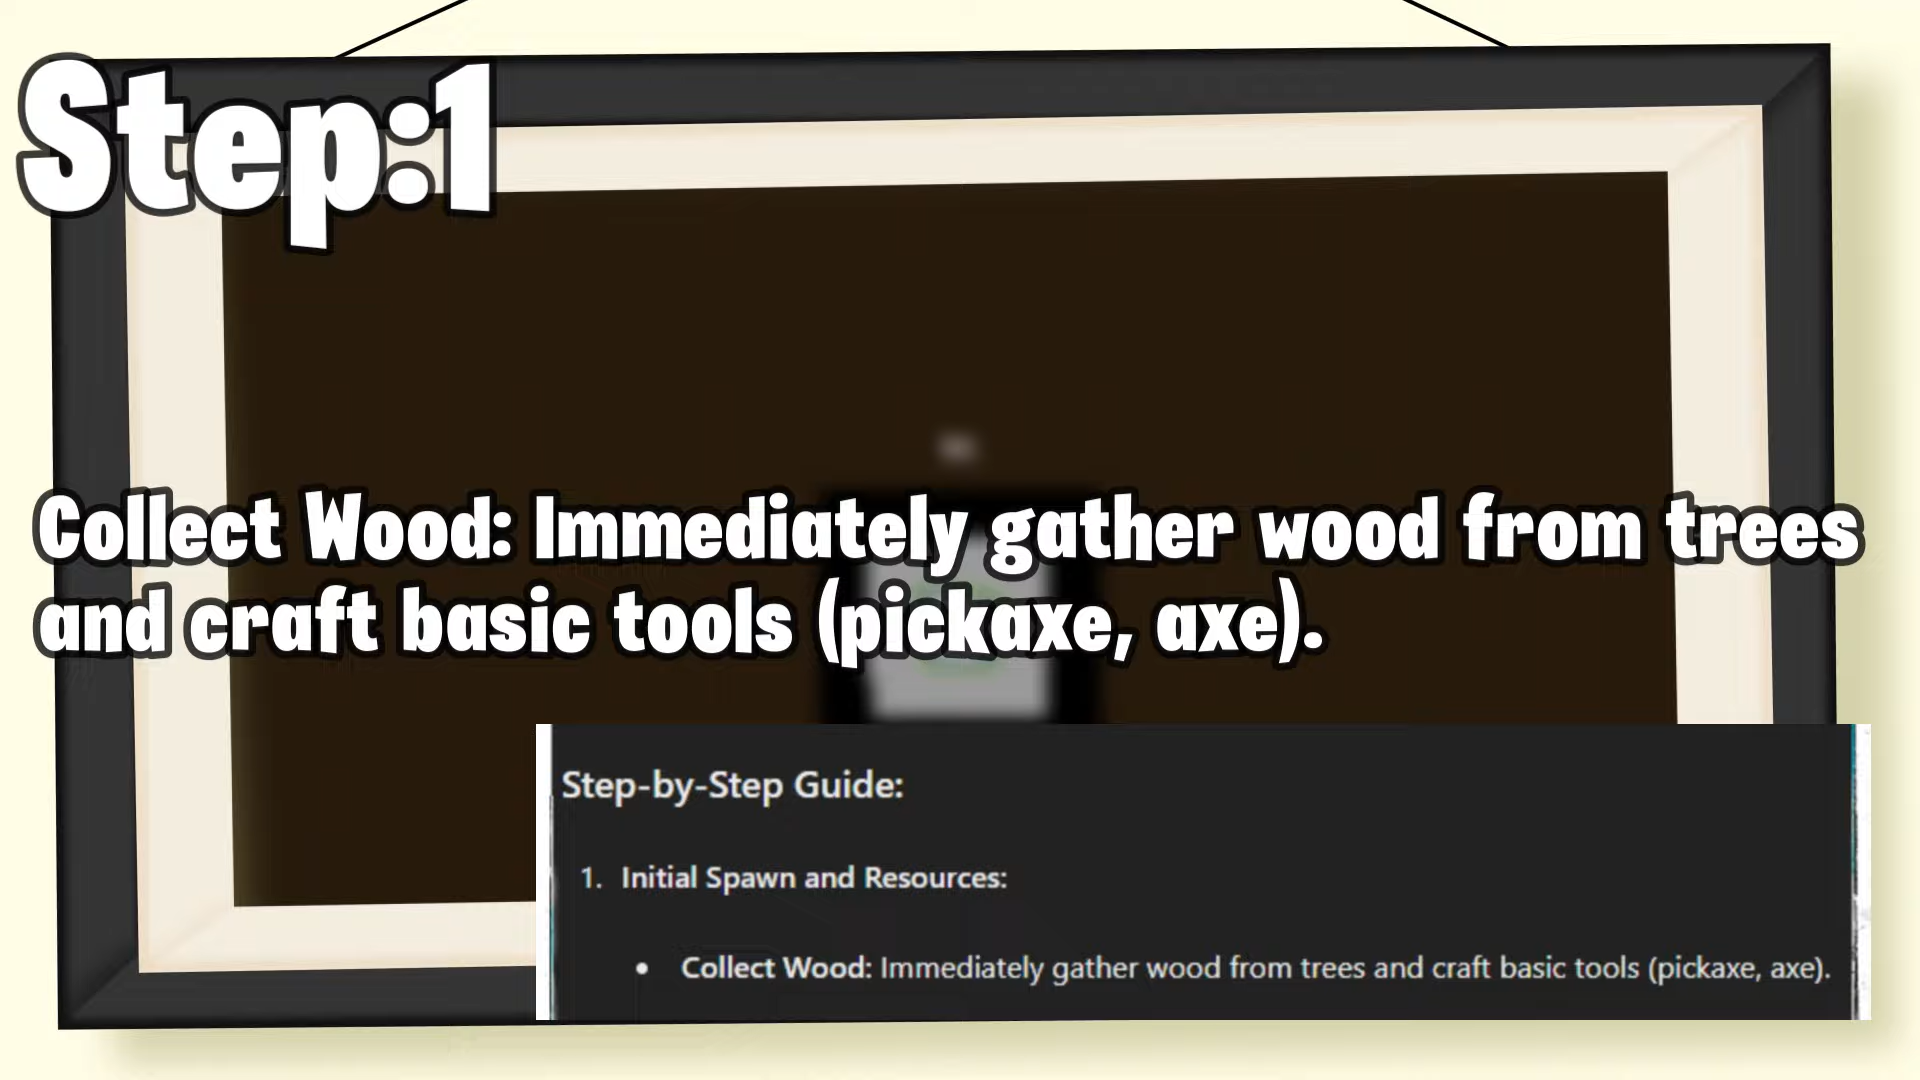 Step:1
Collect Wood: Immediately gather wood from trees
and craft basic tools (pickaxe, axe).
Step-by-Step Guide:
1. Initial Spawn and Resources:
• Collect Wood: Immediately gather wood from trees and craft basic tools (pickaxe, axe).